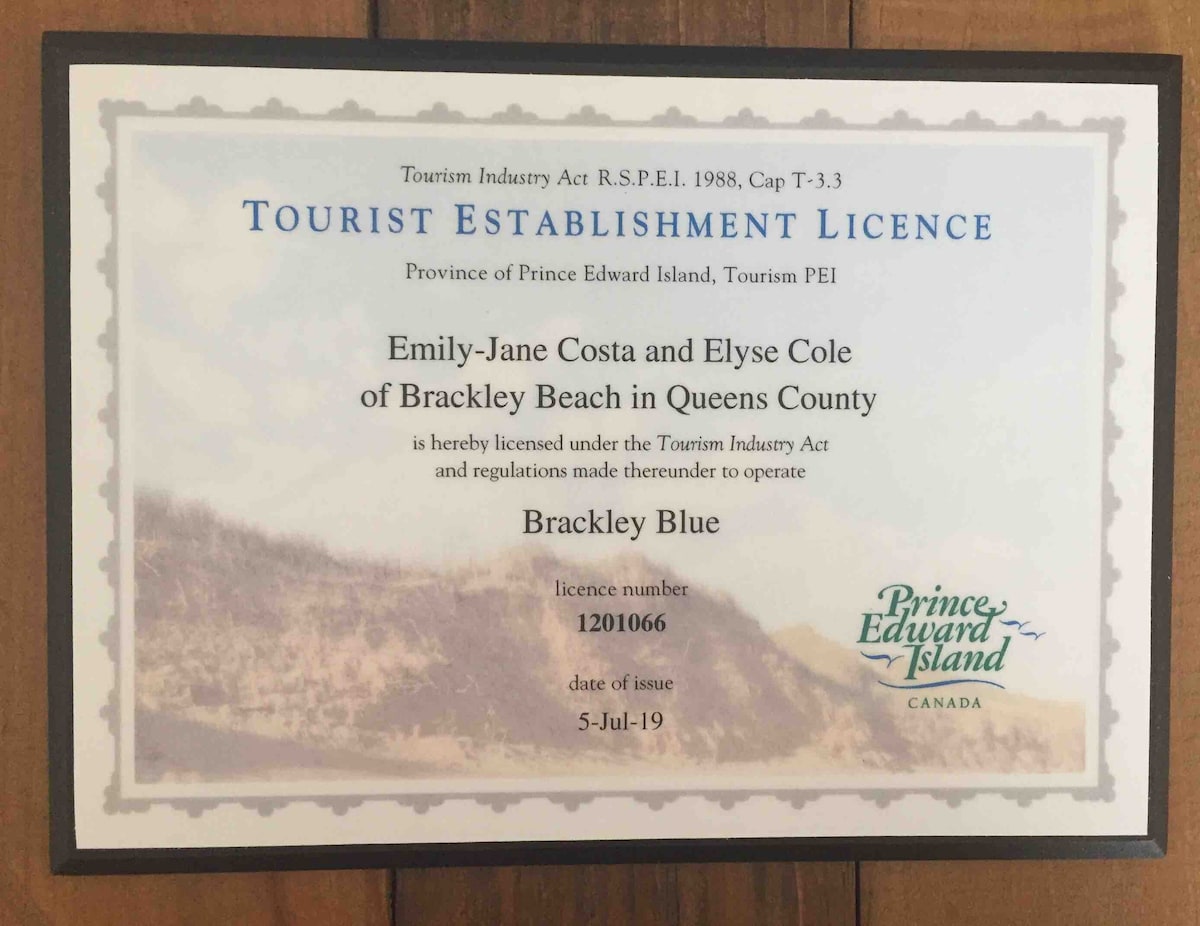 Tourism Industry Act R.S.P.E.I. 1988, Cap T-3.3
TOURIST ESTABLISHMENT LICENCE
Province of Prince Edward Island, Tourism PEI
Emily-Jane Costa and Elyse Cole
of Brackley Beach in Queens County
is hereby licensed under the Tourism Industry Act
and regulations made thereunder to operate
Brackley Blue
licence number
1201066
date of issue
5-Jul-19
Prince
Edward
Island
CANADA